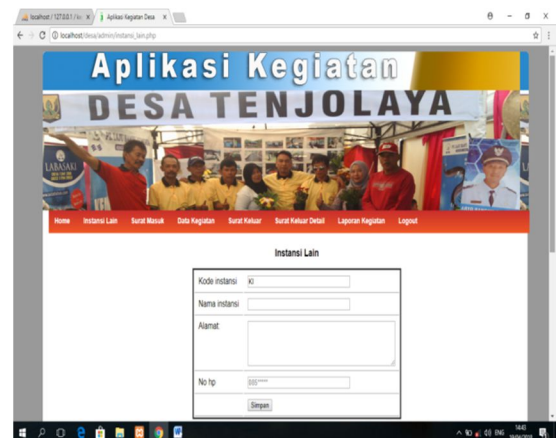 localhost / 127.0.0.1 /
Aplikasi Kegiatan Desa
localhost/desa/admin/instansi_lain.php
Aplikasi Kegiatan
DESA TENJOLAYA
LABASARI
Home Instansi Lain Surat Masuk Data Kegiatan Surat Keluar Surat Keluar Detail Laporan Kegiatan Logout
Instansi Lain
Kode instansi KI
Nama instansi
Alamat
No hp
Simpan
ENG